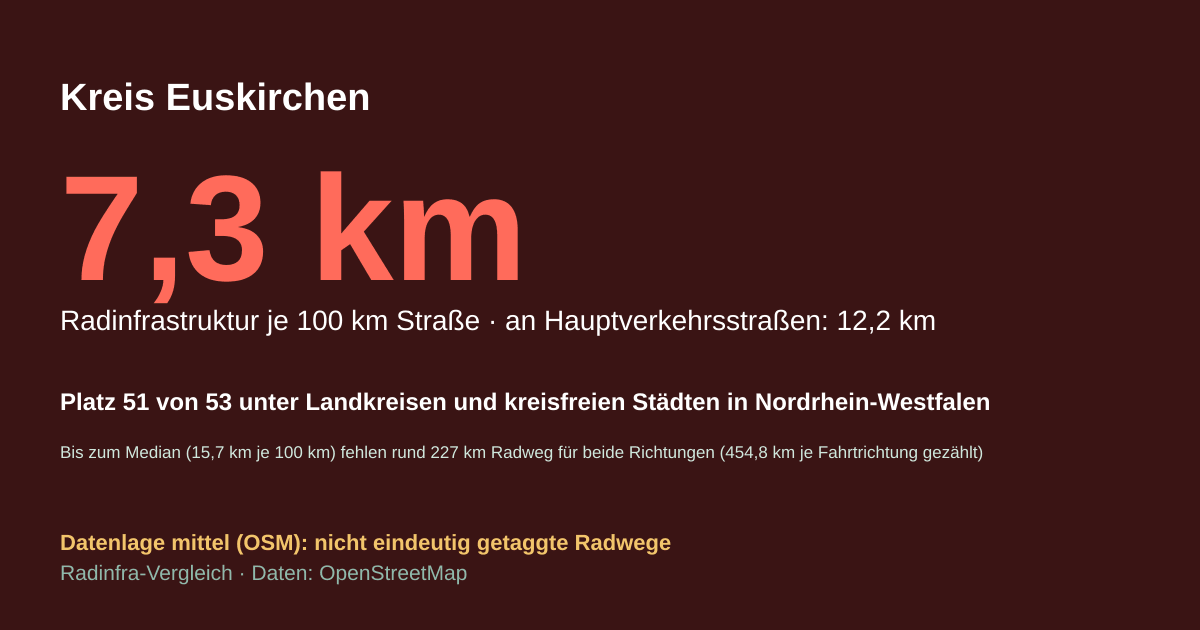 Kreis Euskirchen
7,3 km
Radinfrastruktur je 100 km Straße · an Hauptverkehrsstraßen: 12,2 km
Platz 51 von 53 unter Landkreisen und kreisfreien Städten in Nordrhein-Westfalen
Bis zum Median (15,7 km je 100 km) fehlen rund 227 km Radweg für beide Richtungen (454,8 km je Fahrtrichtung gezählt)
Datenlage mittel (OSM): nicht eindeutig getaggte Radwege
Radinfra-Vergleich · Daten: OpenStreetMap